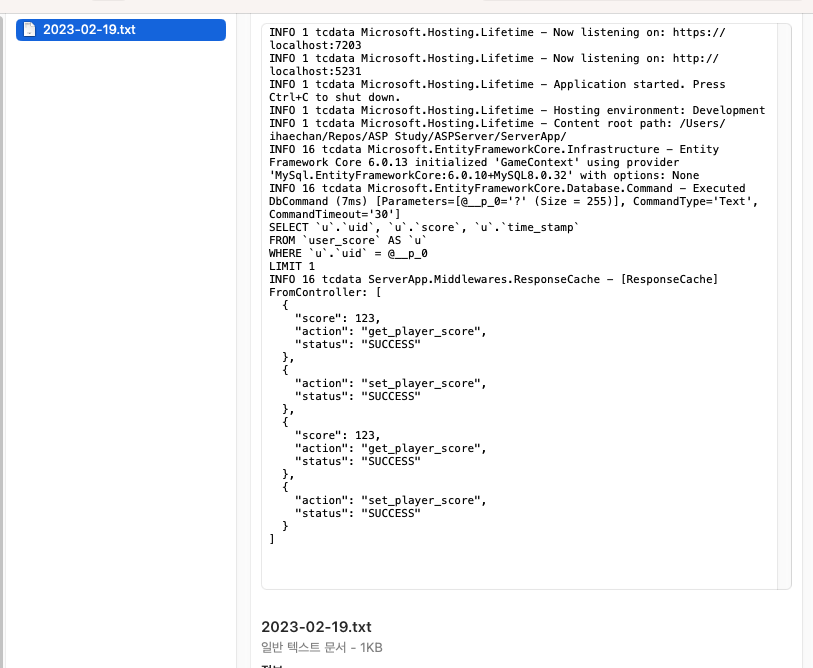 2023-02-19.txt
INFO 1 tcdata Microsoft.Hosting.Lifetime – Now listening on: https://
localhost:7203
INFO 1 tcdata Microsoft.Hosting.Lifetime – Now listening on: http://
localhost:5231
INFO 1 tcdata Microsoft.Hosting.Lifetime – Application started. Press
Ctrl+C to shut down.
INFO 1 tcdata Microsoft.Hosting.Lifetime – Hosting environment: Development
INFO 1 tcdata Microsoft.Hosting.Lifetime – Content root path: /Users/
ihaechan/Repos/ASP Study/ASPServer/ServerApp/
INFO 16 tcdata Microsoft.EntityFrameworkCore.Infrastructure – Entity
Framework Core 6.0.13 initialized 'GameContext' using provider
'MySql.EntityFrameworkCore:6.0.10+MySQL8.0.32' with options: None
INFO 16 tcdata Microsoft.EntityFrameworkCore.Database.Command – Executed
DbCommand (7ms) [Parameters=[@__p_0='?' (Size = 255)], CommandType='Text',
CommandTimeout='30']
SELECT `u`.`uid`, `u`.`score`, `u`.`time_stamp`
FROM `user_score` AS `u`
WHERE `u`.`uid` = @__p_0
LIMIT 1
INFO 16 tcdata ServerApp.Middlewares.ResponseCache – [ResponseCache]
FromController: [
  {
    "score": 123,
    "action": "get_player_score",
    "status": "SUCCESS"
  },
  {
    "action": "set_player_score",
    "status": "SUCCESS"
  },
  {
    "score": 123,
    "action": "get_player_score",
    "status": "SUCCESS"
  },
  {
    "action": "set_player_score",
    "status": "SUCCESS"
  }
]
2023-02-19.txt
일반 텍스트 문서 – 1KB